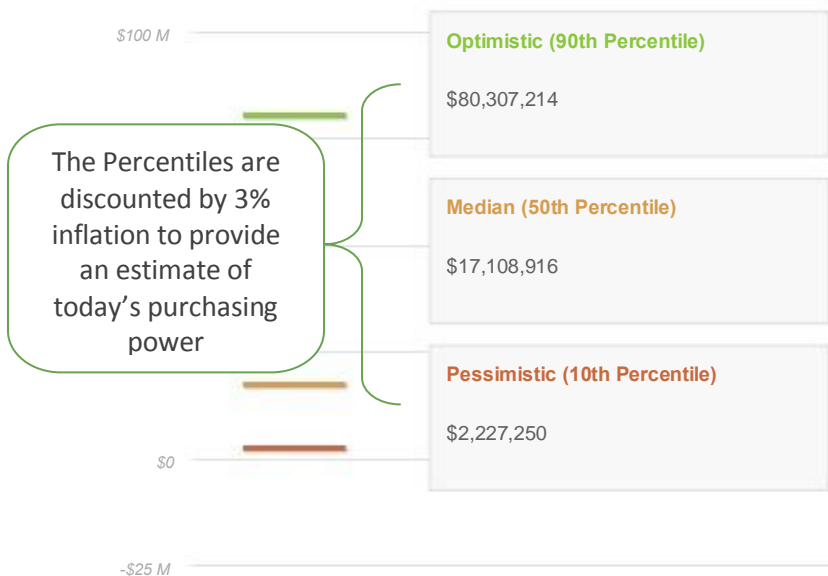 $100 M
Optimistic (90th Percentile)
$80,307,214
The Percentiles are
discounted by 3%
inflation to provide
an estimate of
today’s purchasing
power
Median (50th Percentile)
$17,108,916
Pessimistic (10th Percentile)
$2,227,250
$0
-$25 M